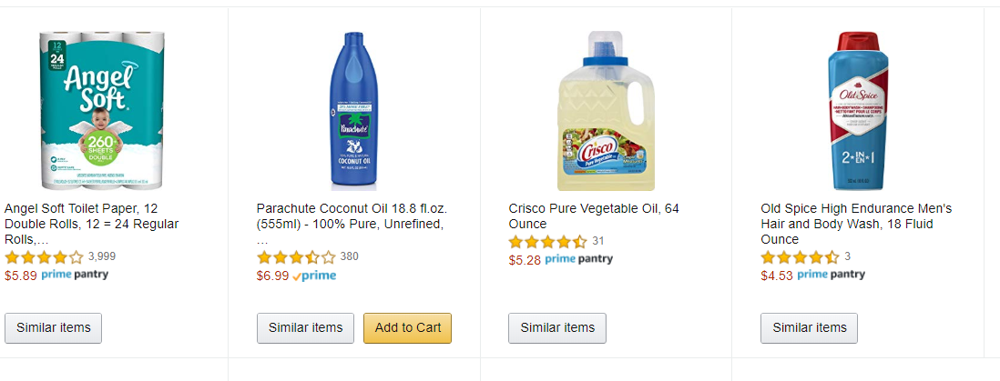 12
24
Angel
Soft
260
SHEETS
DOUBLE
Angel Soft Toilet Paper, 12
Double Rolls, 12 = 24 Regular
Rolls,…
3,999
$5.89 prime pantry
Similar items
Parachute
COCONUT OIL
Parachute Coconut Oil 18.8 fl.oz.
(555ml) - 100% Pure, Unrefined,
…
380
$6.99 prime
Similar items
Add to Cart
Crisco
Pure Vegetable
Crisco Pure Vegetable Oil, 64
Ounce
31
$5.28 prime pantry
Similar items
Old Spice
2 IN EN 1
Old Spice High Endurance Men's
Hair and Body Wash, 18 Fluid
Ounce
3
$4.53 prime pantry
Similar items